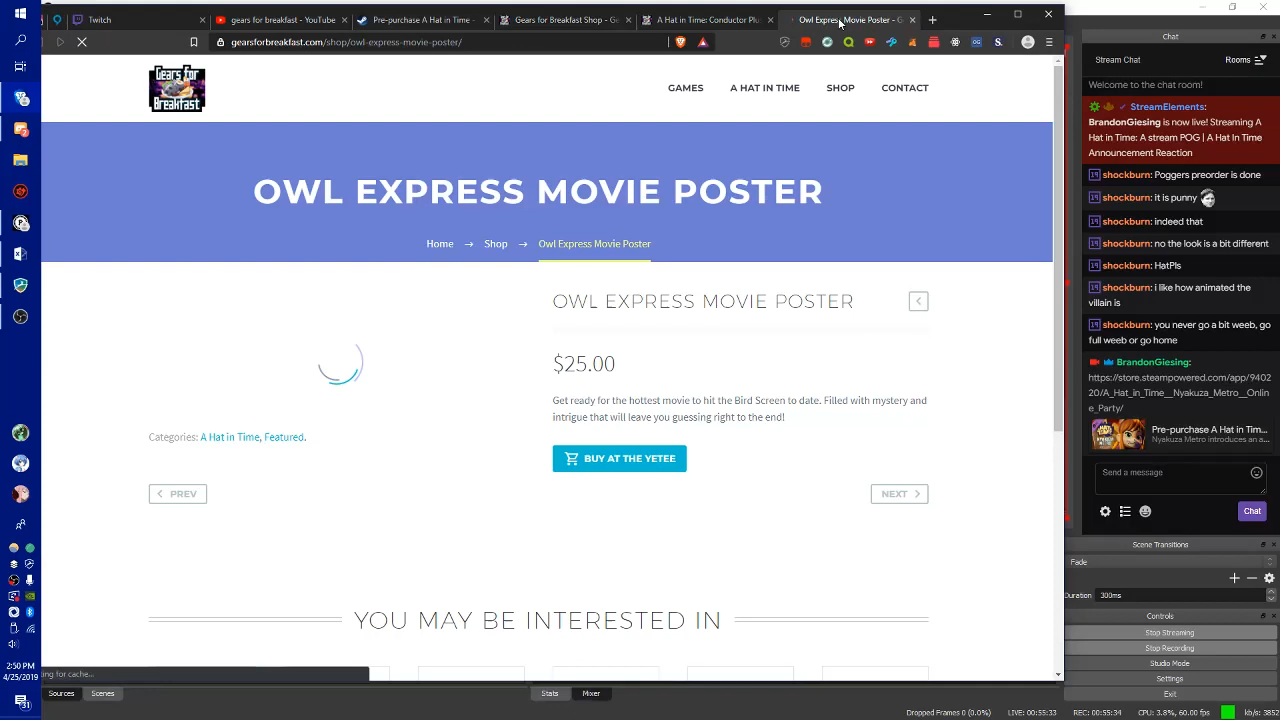 Twitch
gears for breakfast - YouTube
Pre-purchase A Hat in Time -
Gears for Breakfast Shop - Ge
A Hat in Time: Conductor Plu
Owl Express Movie Poster - G
gearsforbreakfast.com/shop/owl-express-movie-poster/
Gears for
Breakfast
GAMES
A HAT IN TIME
SHOP
CONTACT
OWL EXPRESS MOVIE POSTER
Home → Shop → Owl Express Movie Poster
OWL EXPRESS MOVIE POSTER
$25.00
Get ready for the hottest movie to hit the Bird Screen to date. Filled with mystery and
intrigue that will leave you guessing right to the end!
Categories: A Hat in Time, Featured.
BUY AT THE YETEE
PREV
NEXT
YOU MAY BE INTERESTED IN
ing for cache...
2:50 PM
4/25/2019
Sources
Scenes
Stats
Mixer
Chat
Stream Chat
Rooms
Welcome to the chat room!
StreamElements:
BrandonGiesing is now live! Streaming A
Hat in Time: A stream POG | A Hat In Time
Announcement Reaction
shockburn: Poggers preorder is done
shockburn: it is punny
shockburn: indeed that
shockburn: no the look is a bit different
shockburn: HatPls
shockburn: i like how animated the
villain is
shockburn: you never go a bit weeb, go
full weeb or go home
BrandonGiesing:
https://store.steampowered.com/app/9402
20/A_Hat_in_Time__Nyakuza_Metro__Onlin
e_Party/
Pre-purchase A Hat in Tim...
Nyakuza Metro introduces an a...
Send a message
Chat
Scene Transitions
Fade
Duration
300ms
Controls
Stop Streaming
Stop Recording
Studio Mode
Settings
Exit
Dropped Frames 0 (0.0%)
LIVE: 00:55:33
REC: 00:55:34
CPU: 3.8%, 60.00 fps
kb/s: 3850